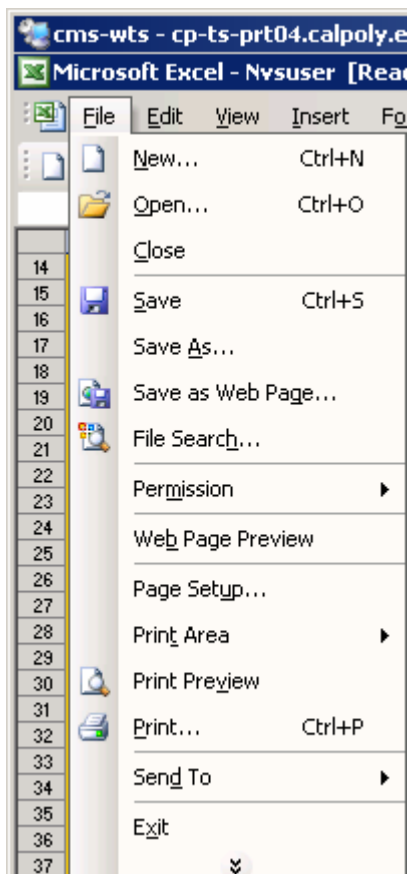 cms-wts - cp-ts-prt04.calpoly.e
Microsoft Excel - Nvsuser [Read
File Edit View Insert Fo
New... Ctrl+N
Open... Ctrl+O
Close
Save Ctrl+S
Save As...
Save as Web Page...
File Search...
Permission
Web Page Preview
Page Setup...
Print Area
Print Preview
Print... Ctrl+P
Send To
Exit
14
15
16
17
18
19
20
21
22
23
24
25
26
27
28
29
30
31
32
33
34
35
36
37